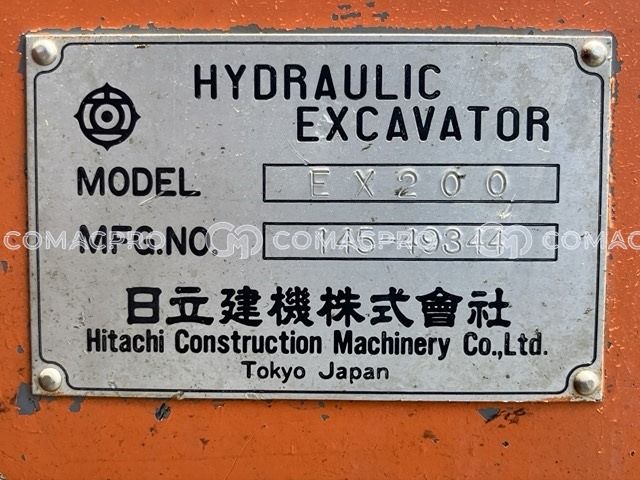 HYDRAULIC
EXCAVATOR
MODEL EX200
MFG.NO. 145-49344
COMACPRO COMACPRO COMACP
日立建機株式會社
Hitachi Construction Machinery Co.,Ltd.
Tokyo Japan